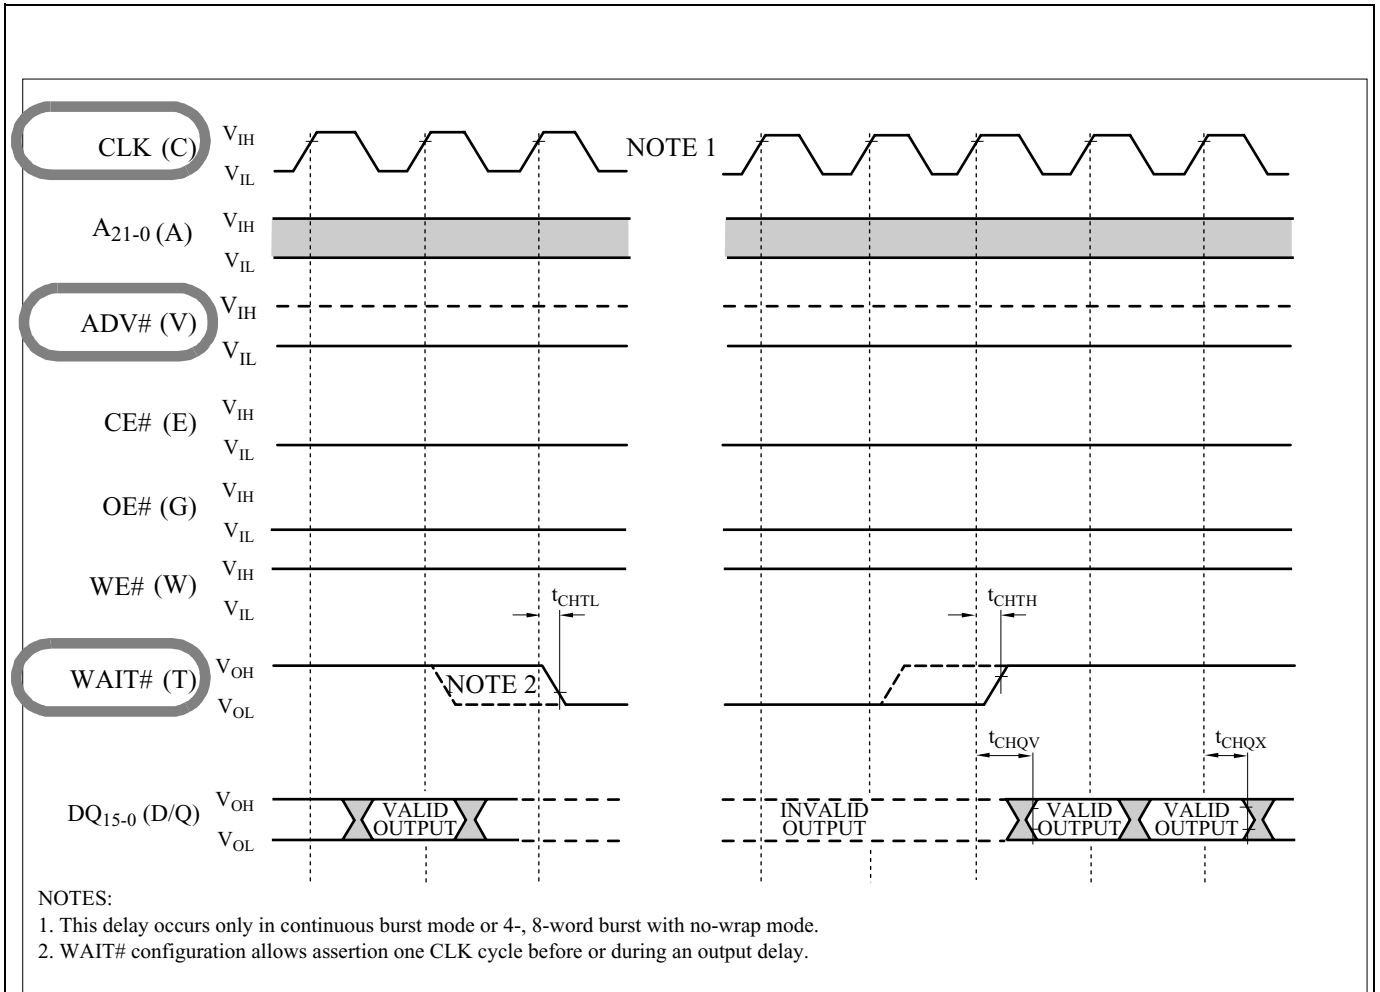 CLK (C)
VIH
VIL
NOTE 1
A21-0 (A)
VIH
VIL
ADV# (V)
VIH
VIL
CE# (E)
VIH
VIL
OE# (G)
VIH
VIL
WE# (W)
VIH
VIL
tCHTL
tCHTH
WAIT# (T)
VOH
VOL
NOTE 2
tCHQV
tCHQX
DQ15-0 (D/Q)
VOH
VOL
VALID
OUTPUT
INVALID
OUTPUT
VALID
OUTPUT
VALID
OUTPUT
NOTES:
1. This delay occurs only in continuous burst mode or 4-, 8-word burst with no-wrap mode.
2. WAIT# configuration allows assertion one CLK cycle before or during an output delay.